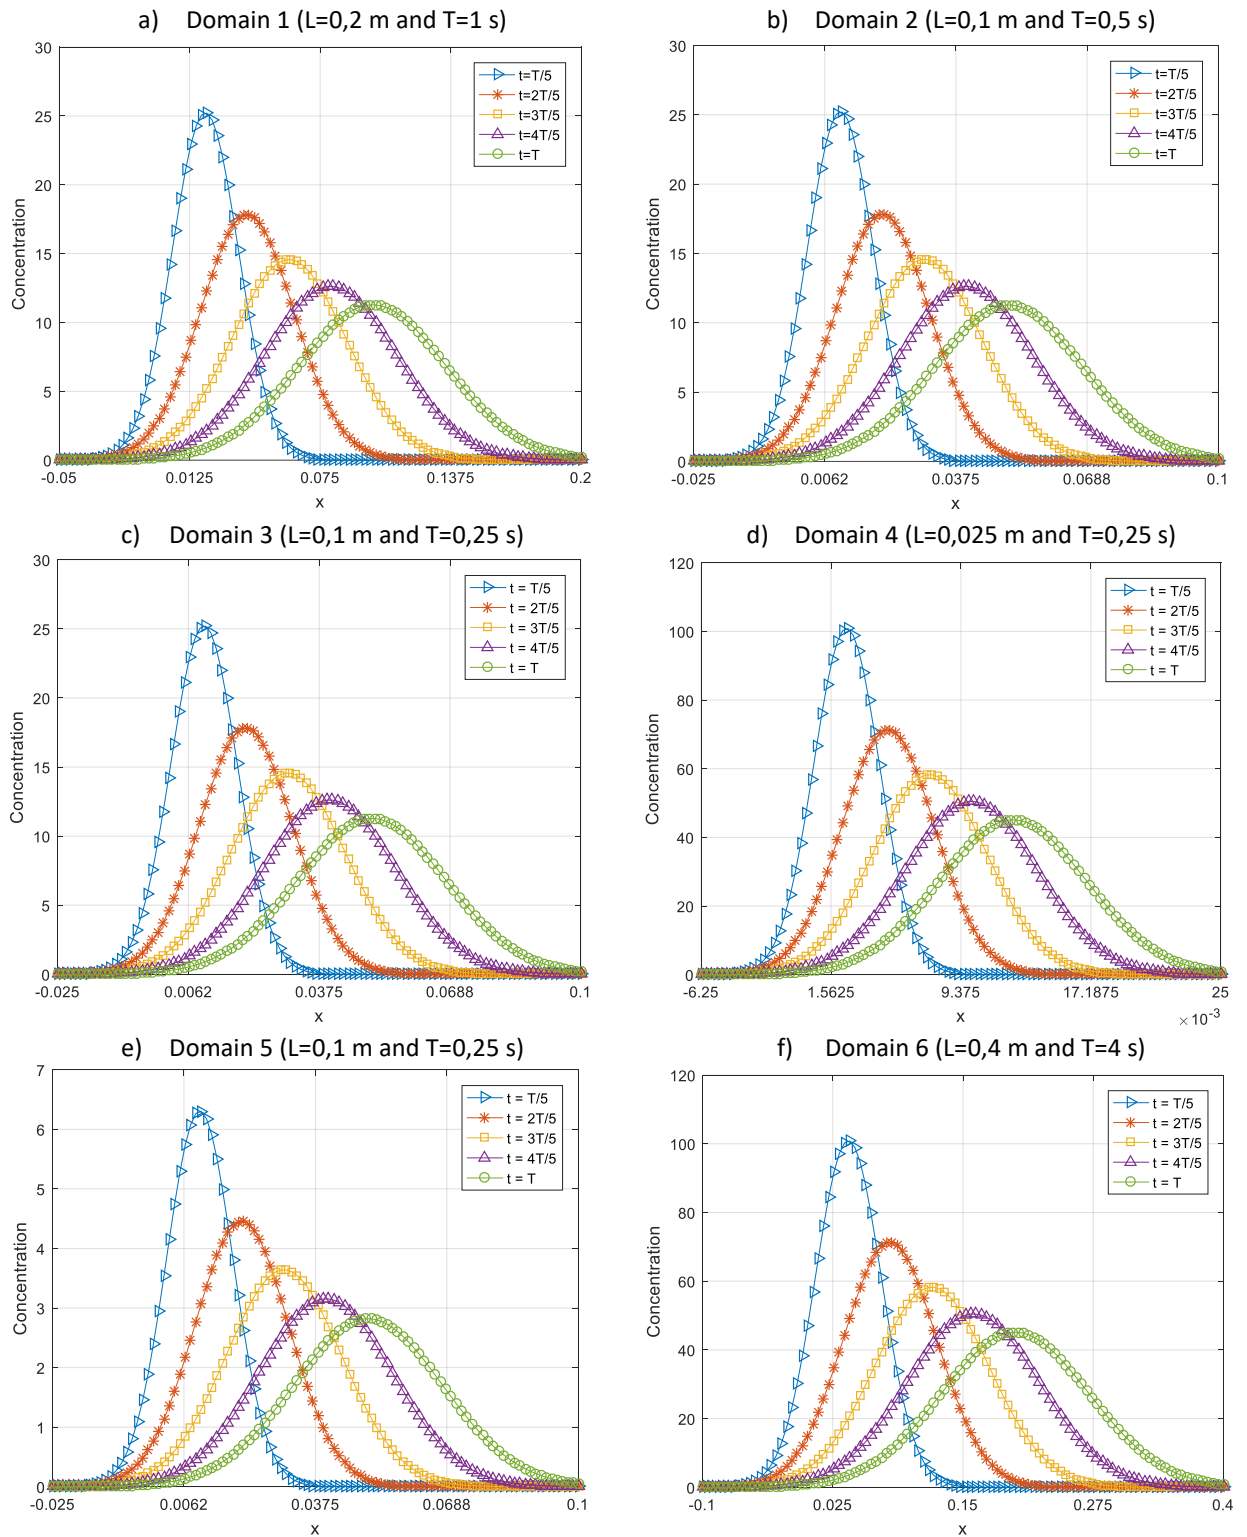 a) Domain 1 (L=0,2 m and T=1 s)
30
25
20
15
10
5
0
Concentration
t=T/5
t=2T/5
t=3T/5
t=4T/5
t=T
-0.05 0.0125 0.075 0.1375 0.2
x
b) Domain 2 (L=0,1 m and T=0,5 s)
30
25
20
15
10
5
0
Concentration
t=T/5
t=2T/5
t=3T/5
t=4T/5
t=T
-0.025 0.0062 0.0375 0.0688 0.1
x
c) Domain 3 (L=0,1 m and T=0,25 s)
30
25
20
15
10
5
0
Concentration
t = T/5
t = 2T/5
t = 3T/5
t = 4T/5
t = T
-0.025 0.0062 0.0375 0.0688 0.1
x
d) Domain 4 (L=0,025 m and T=0,25 s)
120
100
80
60
40
20
0
Concentration
t = T/5
t = 2T/5
t = 3T/5
t = 4T/5
t = T
-6.25 1.5625 9.375 17.1875 25
x
×10⁻³
e) Domain 5 (L=0,1 m and T=0,25 s)
7
6
5
4
3
2
1
0
Concentration
t = T/5
t = 2T/5
t = 3T/5
t = 4T/5
t = T
-0.025 0.0062 0.0375 0.0688 0.1
x
f) Domain 6 (L=0,4 m and T=4 s)
120
100
80
60
40
20
0
Concentration
t = T/5
t = 2T/5
t = 3T/5
t = 4T/5
t = T
-0.1 0.025 0.15 0.275 0.4
x